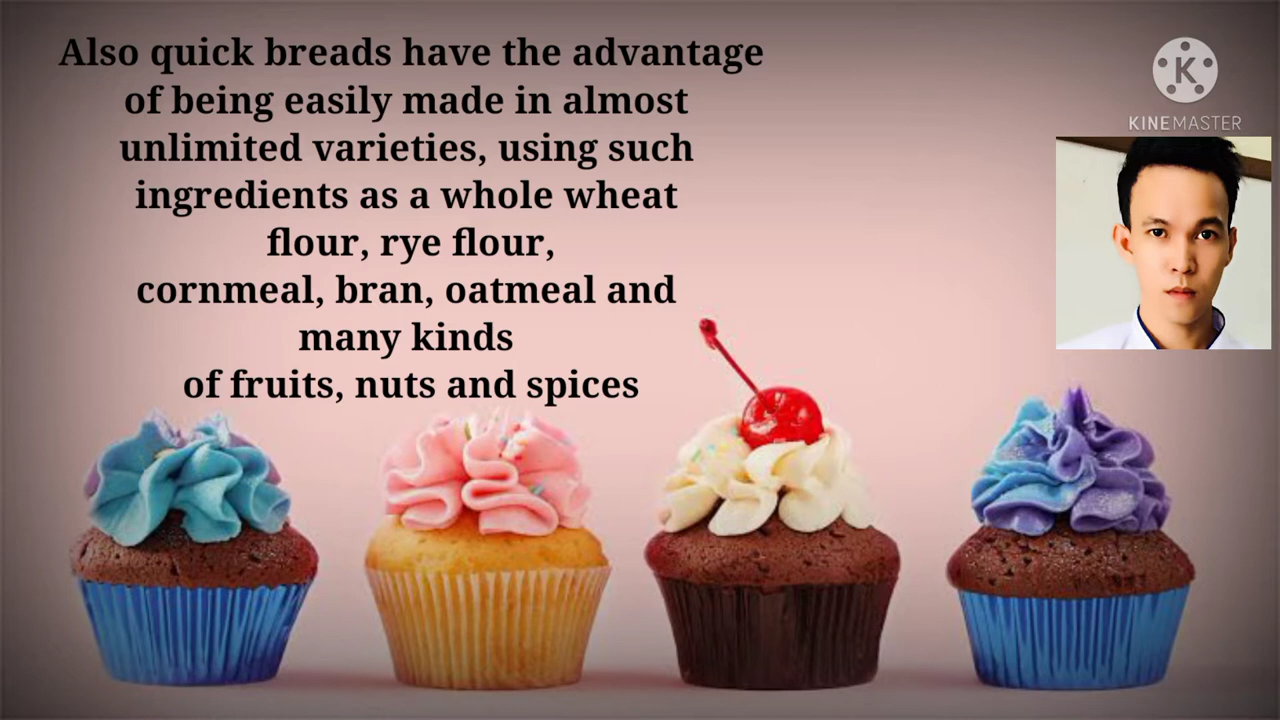 Also quick breads have the advantage
of being easily made in almost
unlimited varieties, using such
ingredients as a whole wheat
flour, rye flour,
cornmeal, bran, oatmeal and
many kinds
of fruits, nuts and spices
K
KINEMASTER